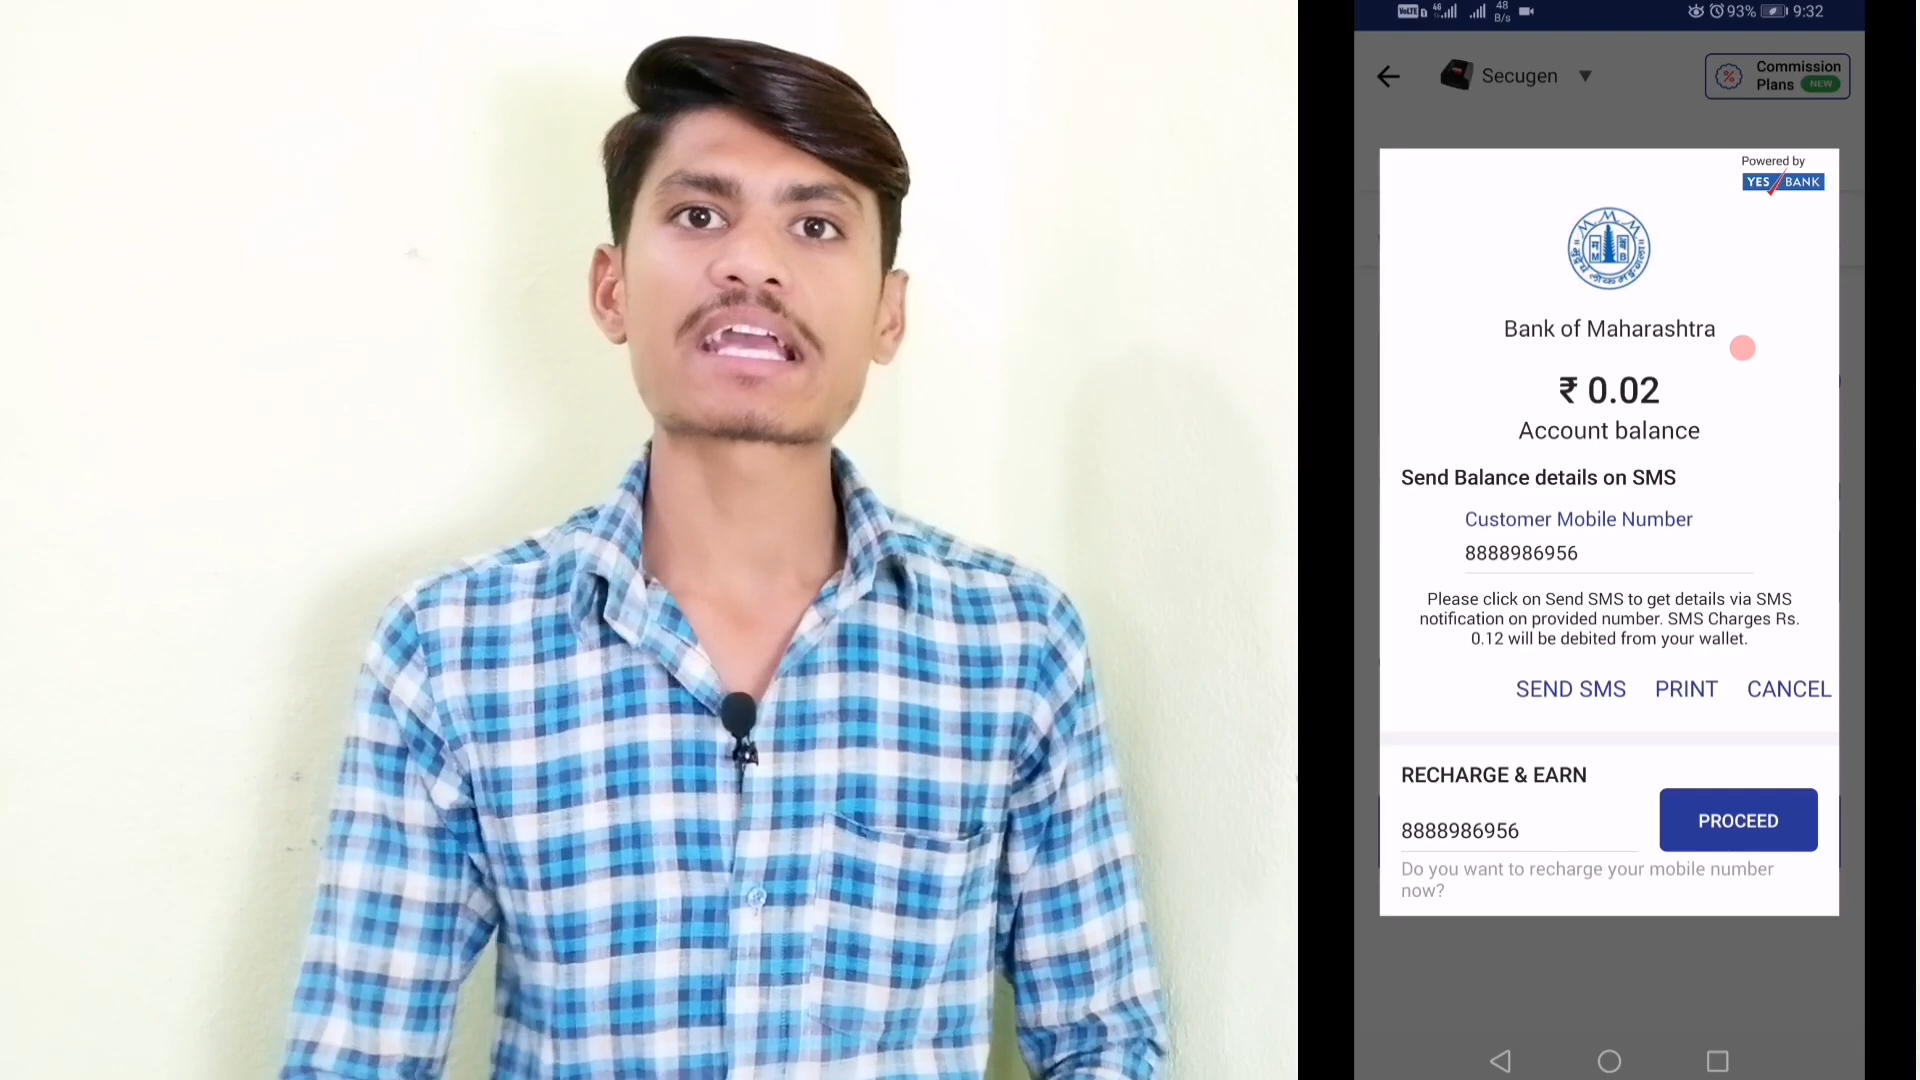 VoLTE 4G 48 B/s 93% 9:32
Secugen
Commission
Plans NEW
Powered by
YES BANK
म ब
M B
Bank of Maharashtra
₹ 0.02
Account balance
Send Balance details on SMS
Customer Mobile Number
8888986956
Please click on Send SMS to get details via SMS
notification on provided number. SMS Charges Rs.
0.12 will be debited from your wallet.
SEND SMS PRINT CANCEL
RECHARGE & EARN
8888986956
PROCEED
Do you want to recharge your mobile number
now?